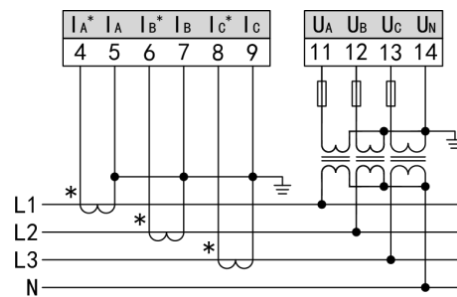 IA* IA IB* IB IC* IC
4 5 6 7 8 9
UA UB UC UN
11 12 13 14
*
L1
*
L2
*
L3
N